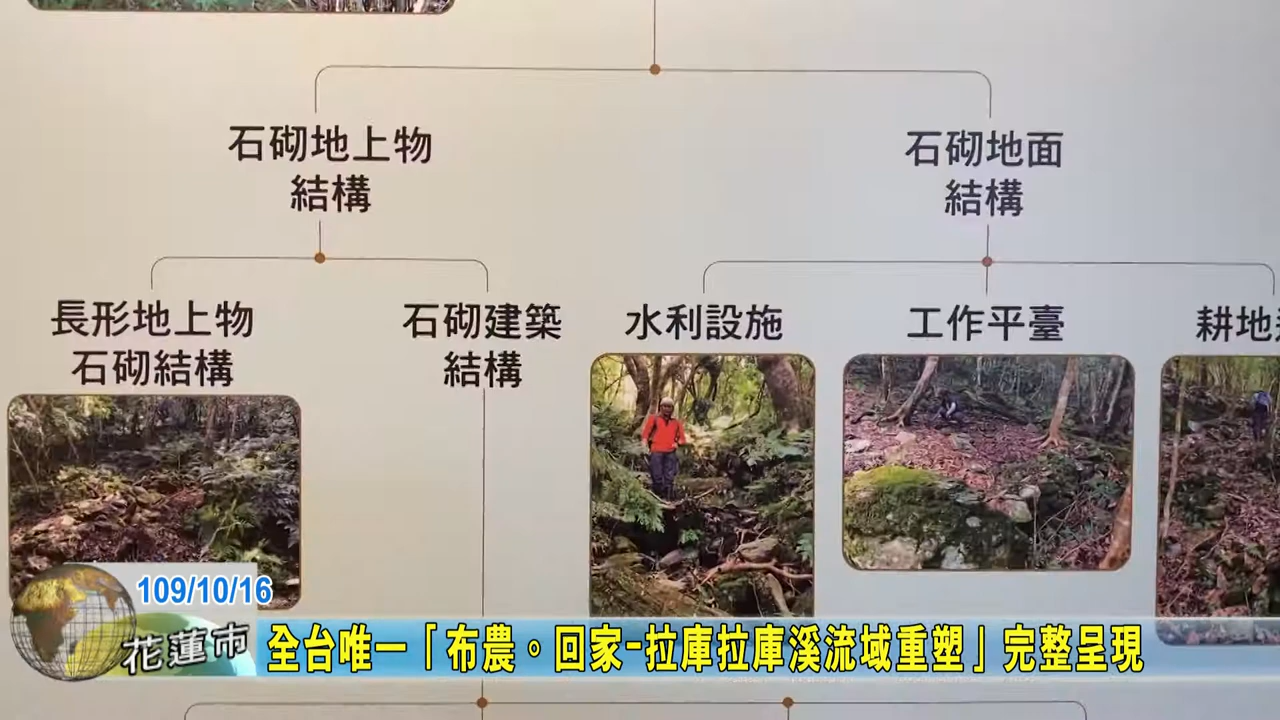 石砌地上物
結構
石砌地面
結構
長形地上物
石砌結構
石砌建築
結構
水利設施
工作平臺
耕地
109/10/16
花蓮市
全台唯一「布農。回家-拉庫拉庫溪流域重塑」完整呈現